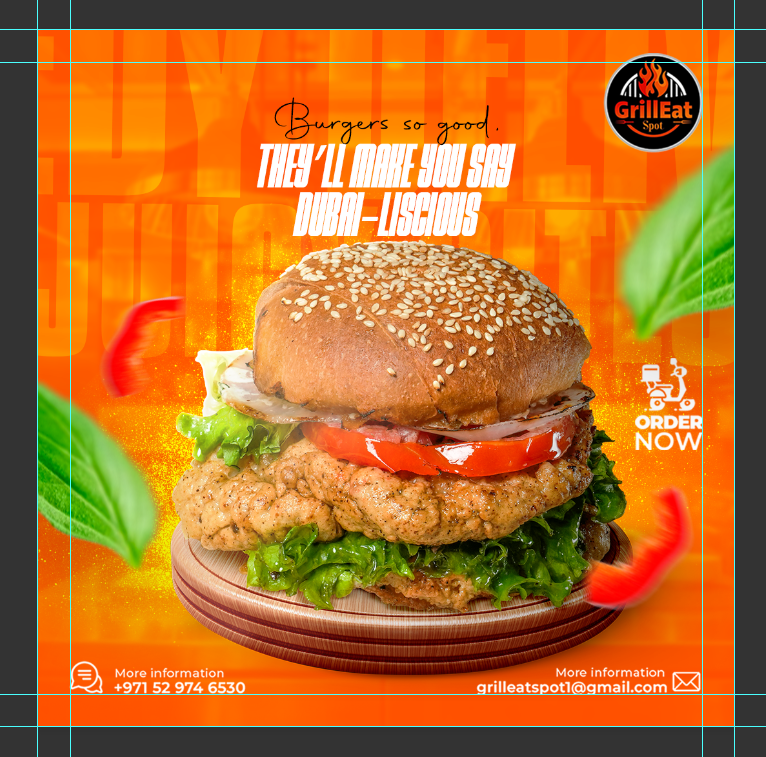 GrillEat
Spot
Burgers so good.
THEY'LL MAKE YOU SAY
DUBAI-LISCIOUS
ORDER
NOW
More information
+971 52 974 6530
More information
grilleatspot1@gmail.com